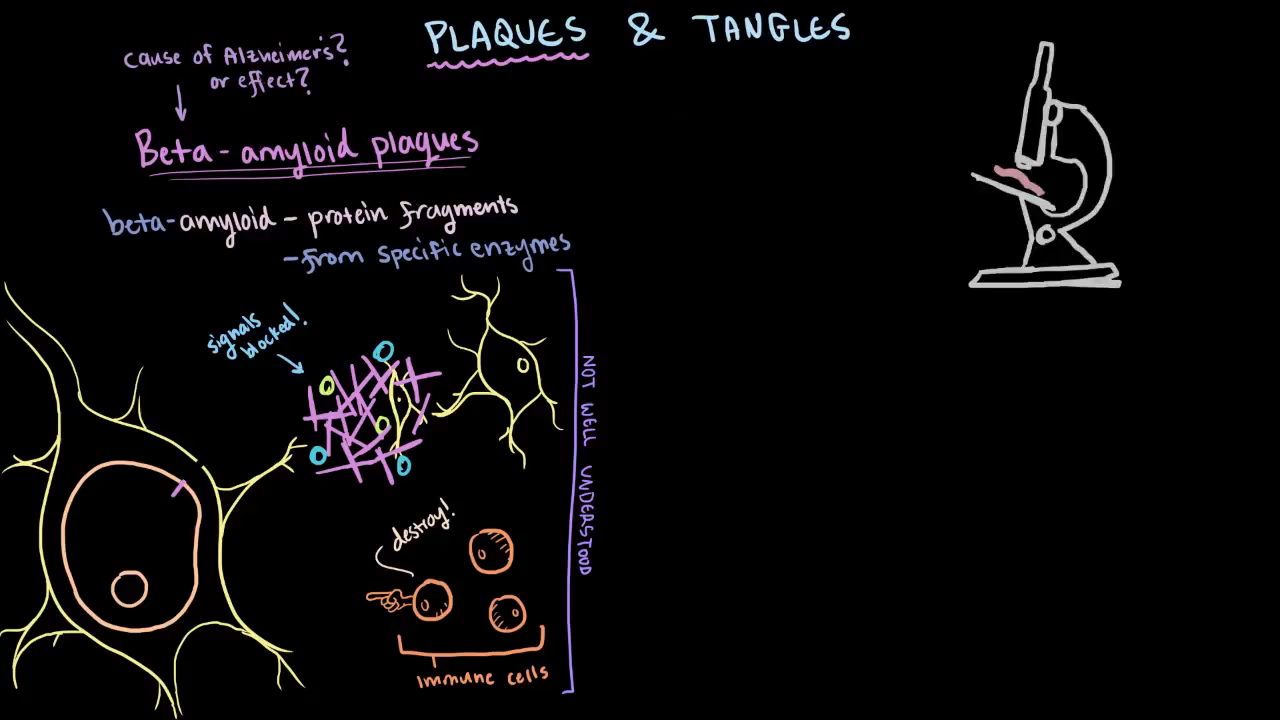 PLAQUES & TANGLES
cause of Alzheimer's?
or effect?
Beta-amyloid plaques
beta-amyloid - protein fragments
- from specific enzymes
signals
blocked!
NOT WELL UNDERSTOOD
destroy!
immune cells